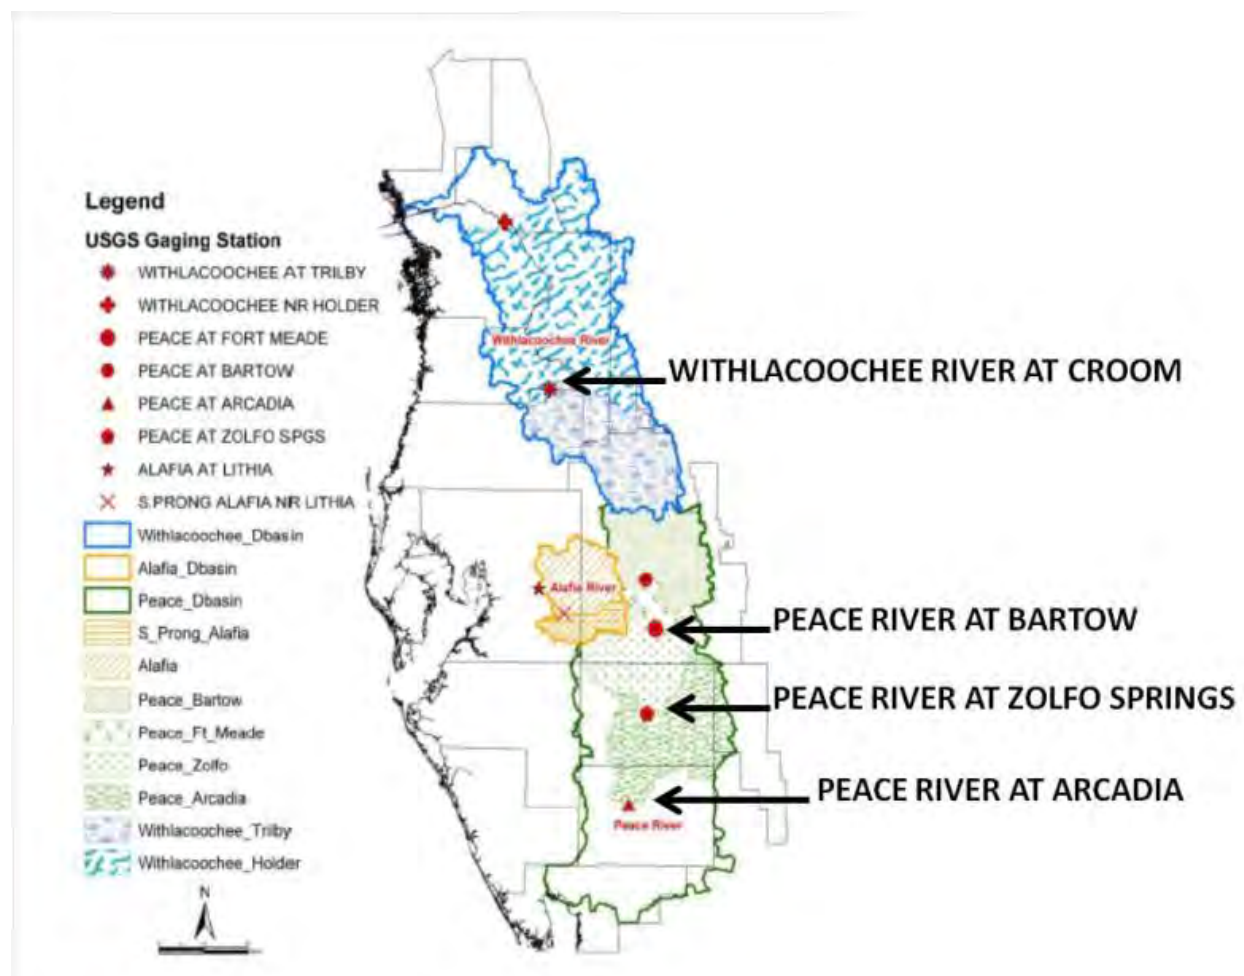 Legend
USGS Gaging Station
WITHLACOOCHEE AT TRILBY
WITHLACOOCHEE NR HOLDER
PEACE AT FORT MEADE
PEACE AT BARTOW
PEACE AT ARCADIA
PEACE AT ZOLFO SPGS
ALAFIA AT LITHIA
S.PRONG ALAFIA NR LITHIA
Withlacoochee_Dbasin
Alafia_Dbasin
Peace_Dbasin
S_Prong_Alafia
Alafia
Peace_Bartow
Peace_Ft_Meade
Peace_Zolfo
Peace_Arcadia
Withlacoochee_Trilby
Withlacoochee_Holder
N
Withlacoochee River
WITHLACOOCHEE RIVER AT CROOM
Alafia River
PEACE RIVER AT BARTOW
PEACE RIVER AT ZOLFO SPRINGS
PEACE RIVER AT ARCADIA
Peace River